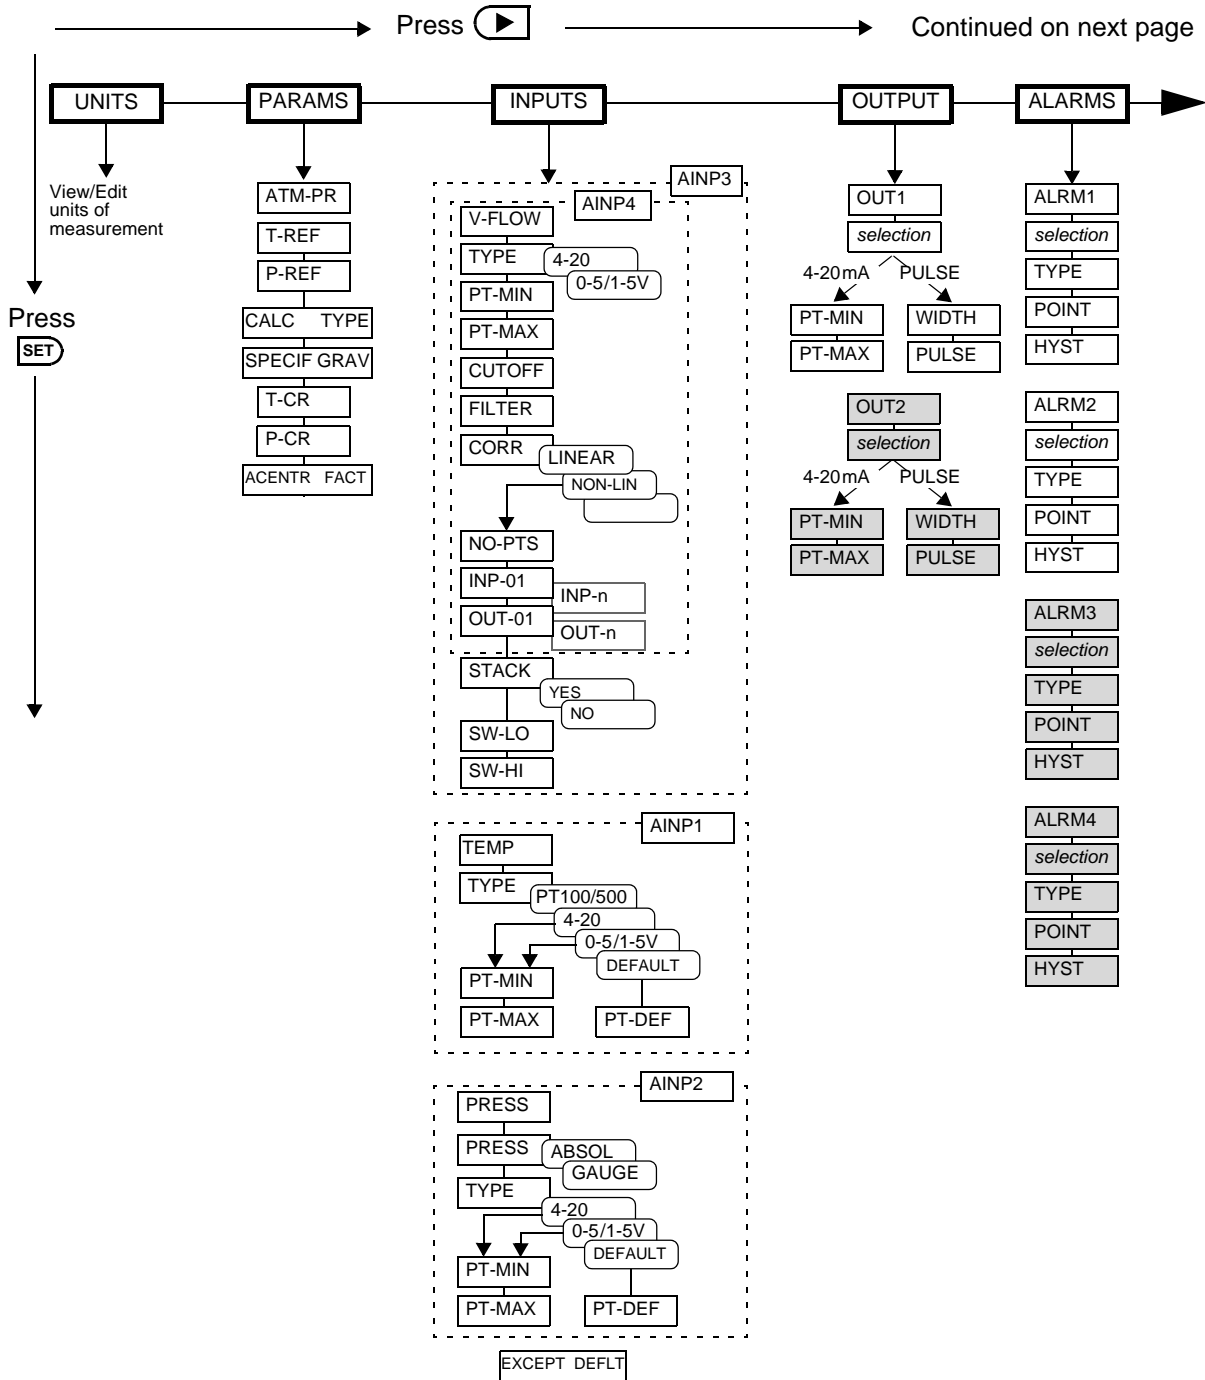 Press
Continued on next page
UNITS
PARAMS
INPUTS
OUTPUT
ALARMS
View/Edit
units of
measurement
Press
SET
ATM-PR
T-REF
P-REF
CALC TYPE
SPECIF GRAV
T-CR
P-CR
ACENTR FACT
AINP3
AINP4
V-FLOW
TYPE
4-20
0-5/1-5V
PT-MIN
PT-MAX
CUTOFF
FILTER
CORR
LINEAR
NON-LIN
NO-PTS
INP-01
INP-n
OUT-01
OUT-n
STACK
YES
NO
SW-LO
SW-HI
AINP1
TEMP
TYPE
PT100/500
4-20
0-5/1-5V
DEFAULT
PT-MIN
PT-MAX
PT-DEF
AINP2
PRESS
PRESS
ABSOL
GAUGE
TYPE
4-20
0-5/1-5V
DEFAULT
PT-MIN
PT-MAX
PT-DEF
EXCEPT DEFLT
OUT1
selection
4-20mA
PULSE
PT-MIN
WIDTH
PT-MAX
PULSE
OUT2
selection
4-20mA
PULSE
PT-MIN
WIDTH
PT-MAX
PULSE
ALRM1
selection
TYPE
POINT
HYST
ALRM2
selection
TYPE
POINT
HYST
ALRM3
selection
TYPE
POINT
HYST
ALRM4
selection
TYPE
POINT
HYST